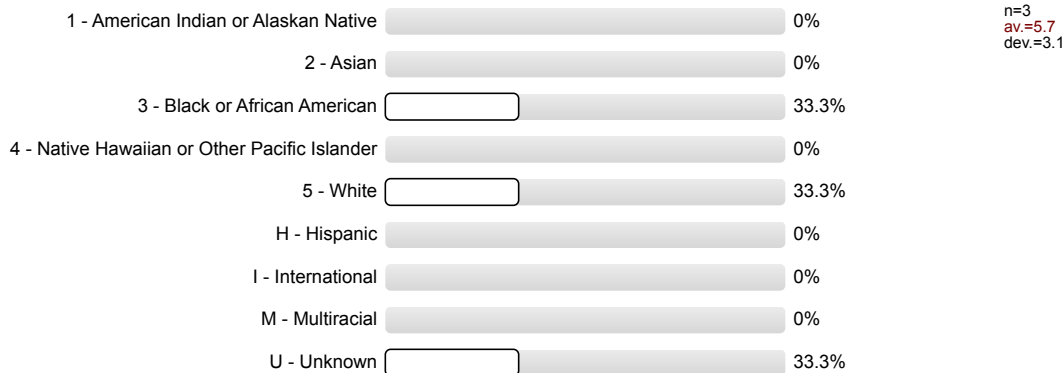 1 - American Indian or Alaskan Native 0%
n=3
av.=5.7
dev.=3.1
2 - Asian 0%
3 - Black or African American 33.3%
4 - Native Hawaiian or Other Pacific Islander 0%
5 - White 33.3%
H - Hispanic 0%
I - International 0%
M - Multiracial 0%
U - Unknown 33.3%